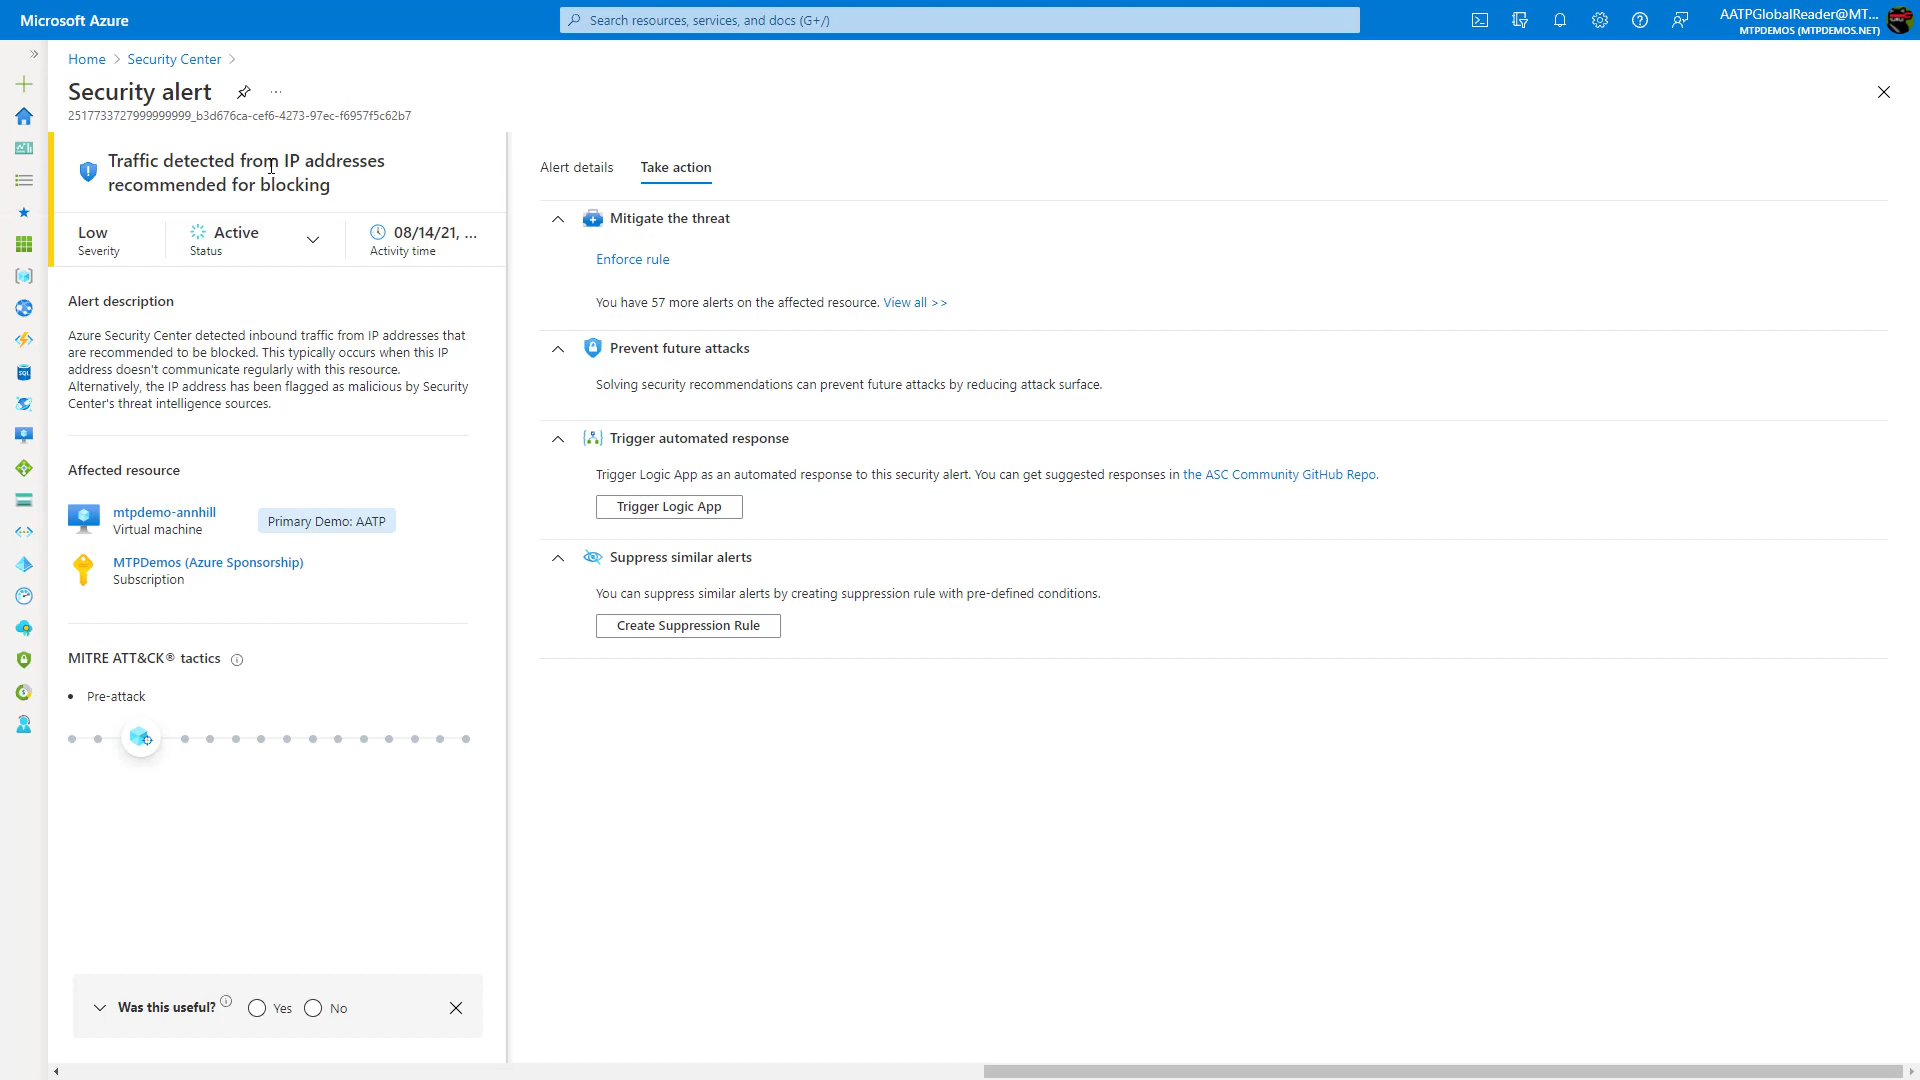 Microsoft Azure
Search resources, services, and docs (G+/)
AATPGlobalReader@MT...
MTPDEMOS (MTPDEMOS.NET)
Home > Security Center >
Security alert ...
2517733727999999999_b3d676ca-cef6-4273-97ec-f6957f5c62b7
Traffic detected from IP addresses
recommended for blocking
Low
Severity
Active
Status
08/14/21, ...
Activity time
Alert description
Azure Security Center detected inbound traffic from IP addresses that
are recommended to be blocked. This typically occurs when this IP
address doesn't communicate regularly with this resource.
Alternatively, the IP address has been flagged as malicious by Security
Center's threat intelligence sources.
Affected resource
mtpdemo-annhill
Virtual machine
Primary Demo: AATP
MTPDemos (Azure Sponsorship)
Subscription
MITRE ATT&CK® tactics
• Pre-attack
Was this useful? Yes No
Alert details Take action
Mitigate the threat
Enforce rule
You have 57 more alerts on the affected resource. View all >>
Prevent future attacks
Solving security recommendations can prevent future attacks by reducing attack surface.
Trigger automated response
Trigger Logic App as an automated response to this security alert. You can get suggested responses in the ASC Community GitHub Repo.
Trigger Logic App
Suppress similar alerts
You can suppress similar alerts by creating suppression rule with pre-defined conditions.
Create Suppression Rule